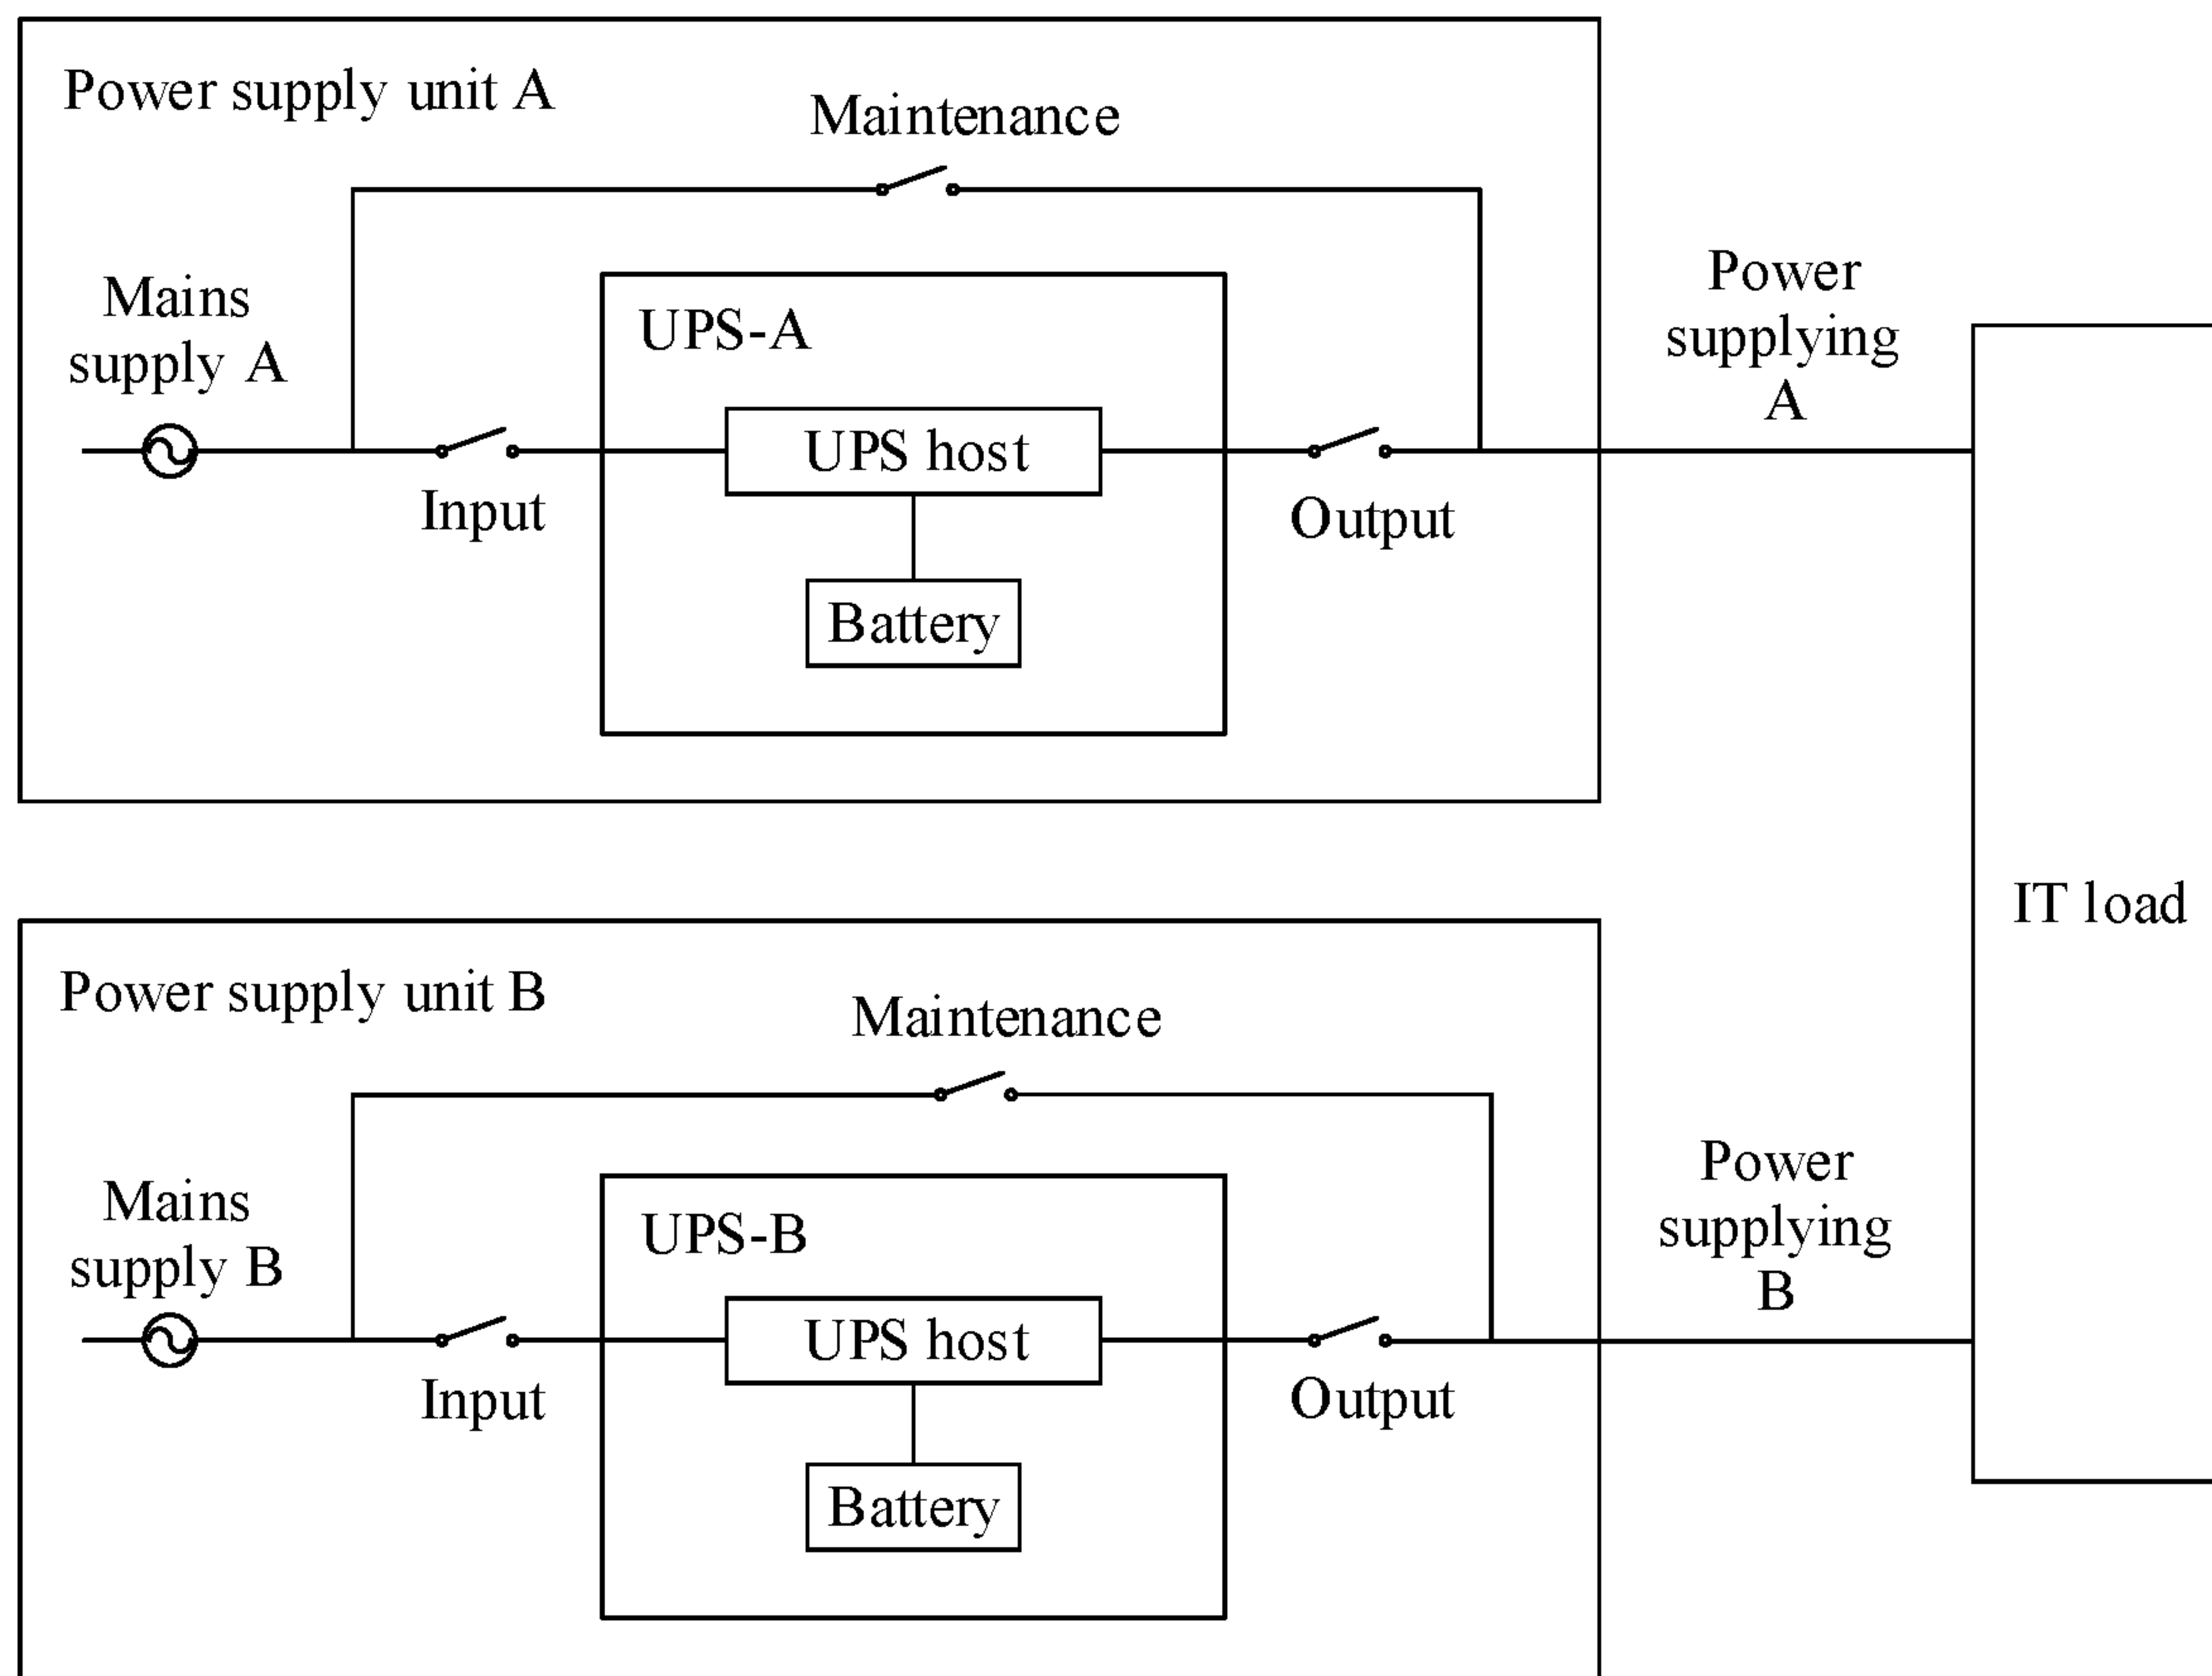 Power supply unit A
Maintenance
Mains
supply A
UPS-A
Power
supplying
A
UPS host
Input
Output
Battery
IT load
Power supply unit B
Maintenance
Mains
supply B
UPS-B
Power
supplying
B
UPS host
Input
Output
Battery